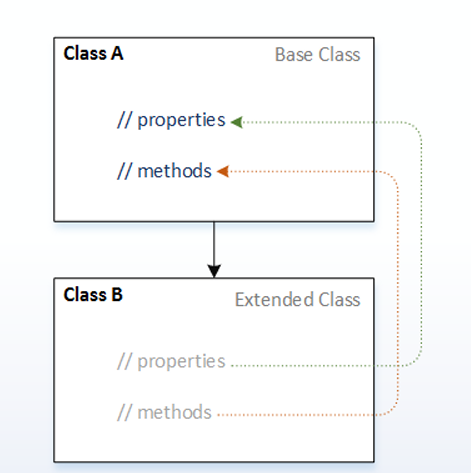 Class A
Base Class
// properties
// methods
Class B
Extended Class
// properties
// methods